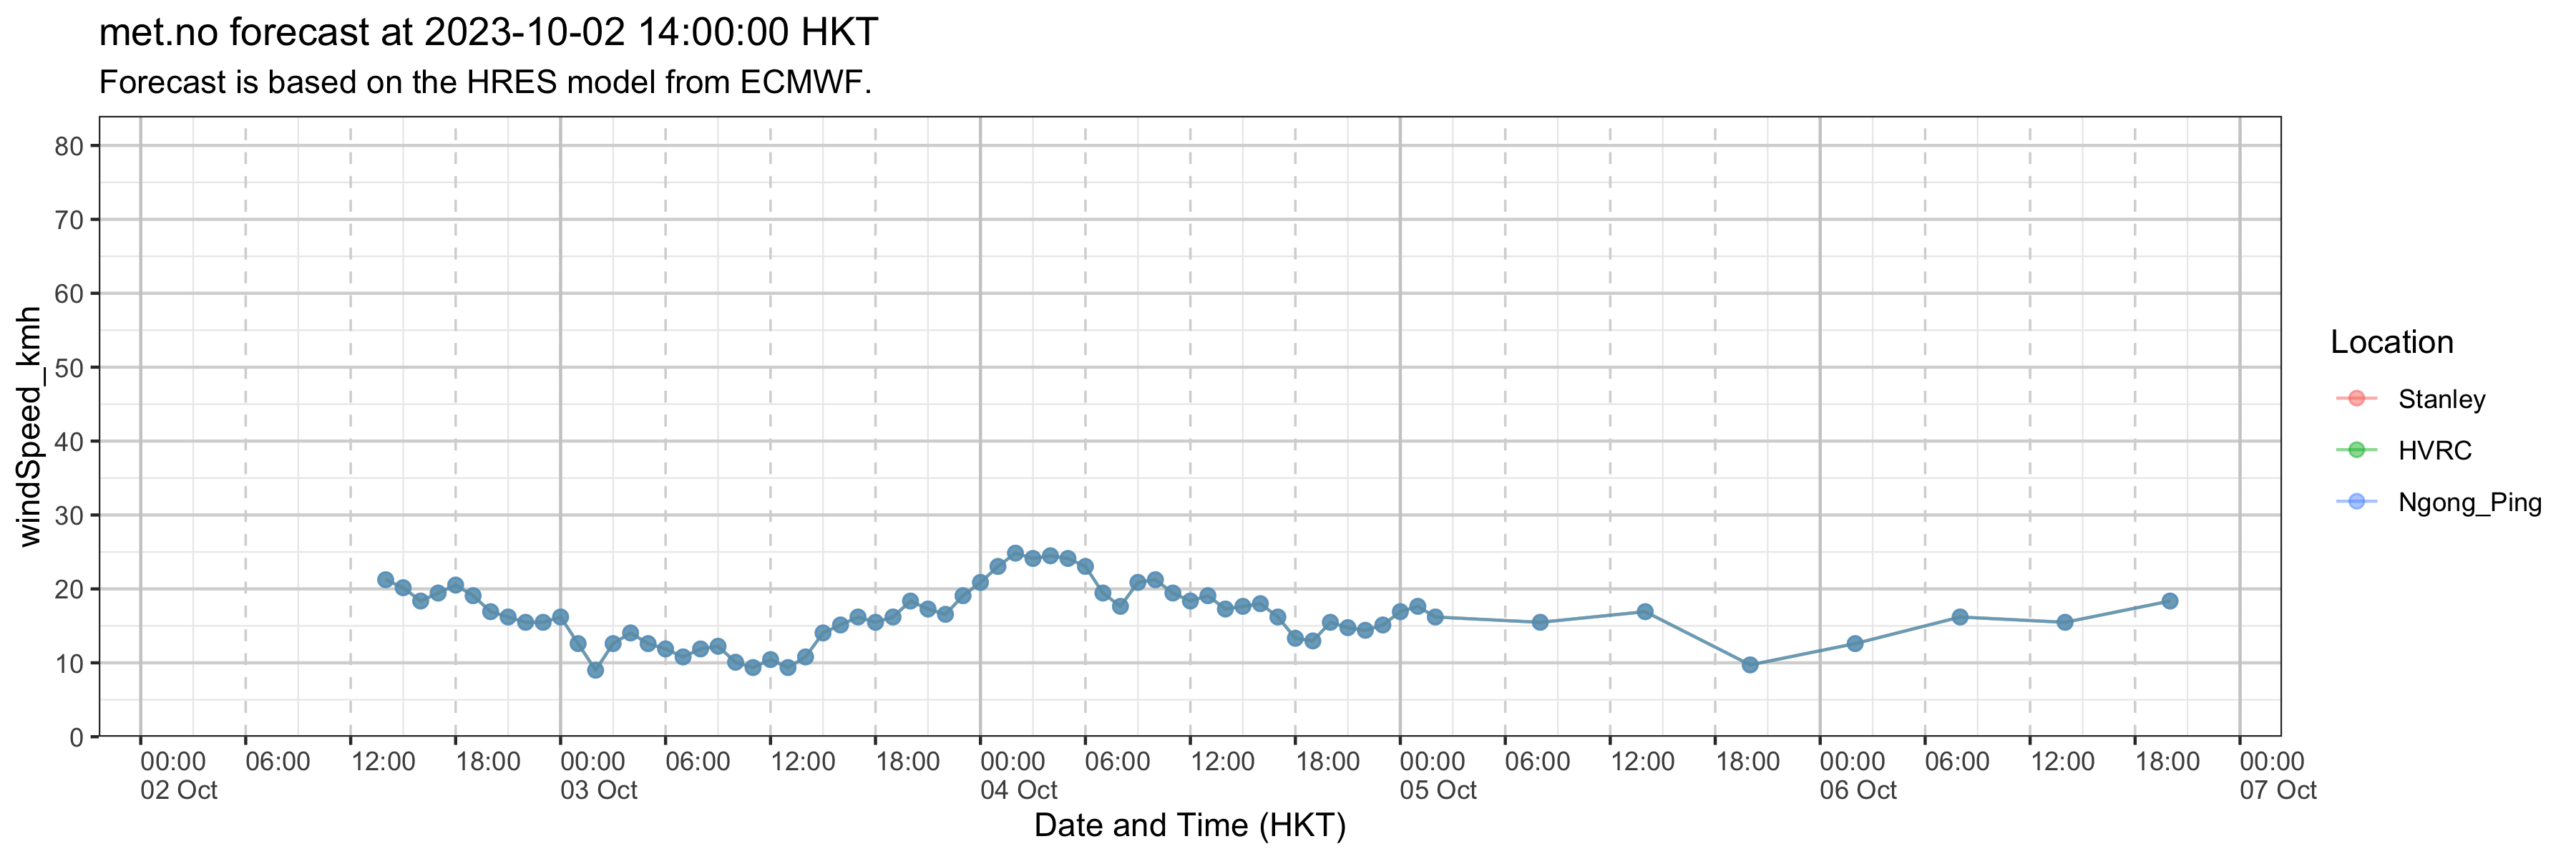 met.no forecast at 2023-10-02 14:00:00 HKT
Forecast is based on the HRES model from ECMWF.
windSpeed_kmh
80
70
60
50
40
30
20
10
0
00:00 06:00 12:00 18:00 00:00 06:00 12:00 18:00 00:00 06:00 12:00 18:00 00:00 06:00 12:00 18:00 00:00 06:00 12:00 18:00 00:00
02 Oct 03 Oct 04 Oct 05 Oct 06 Oct 07 Oct
Date and Time (HKT)
Location
Stanley
HVRC
Ngong_Ping